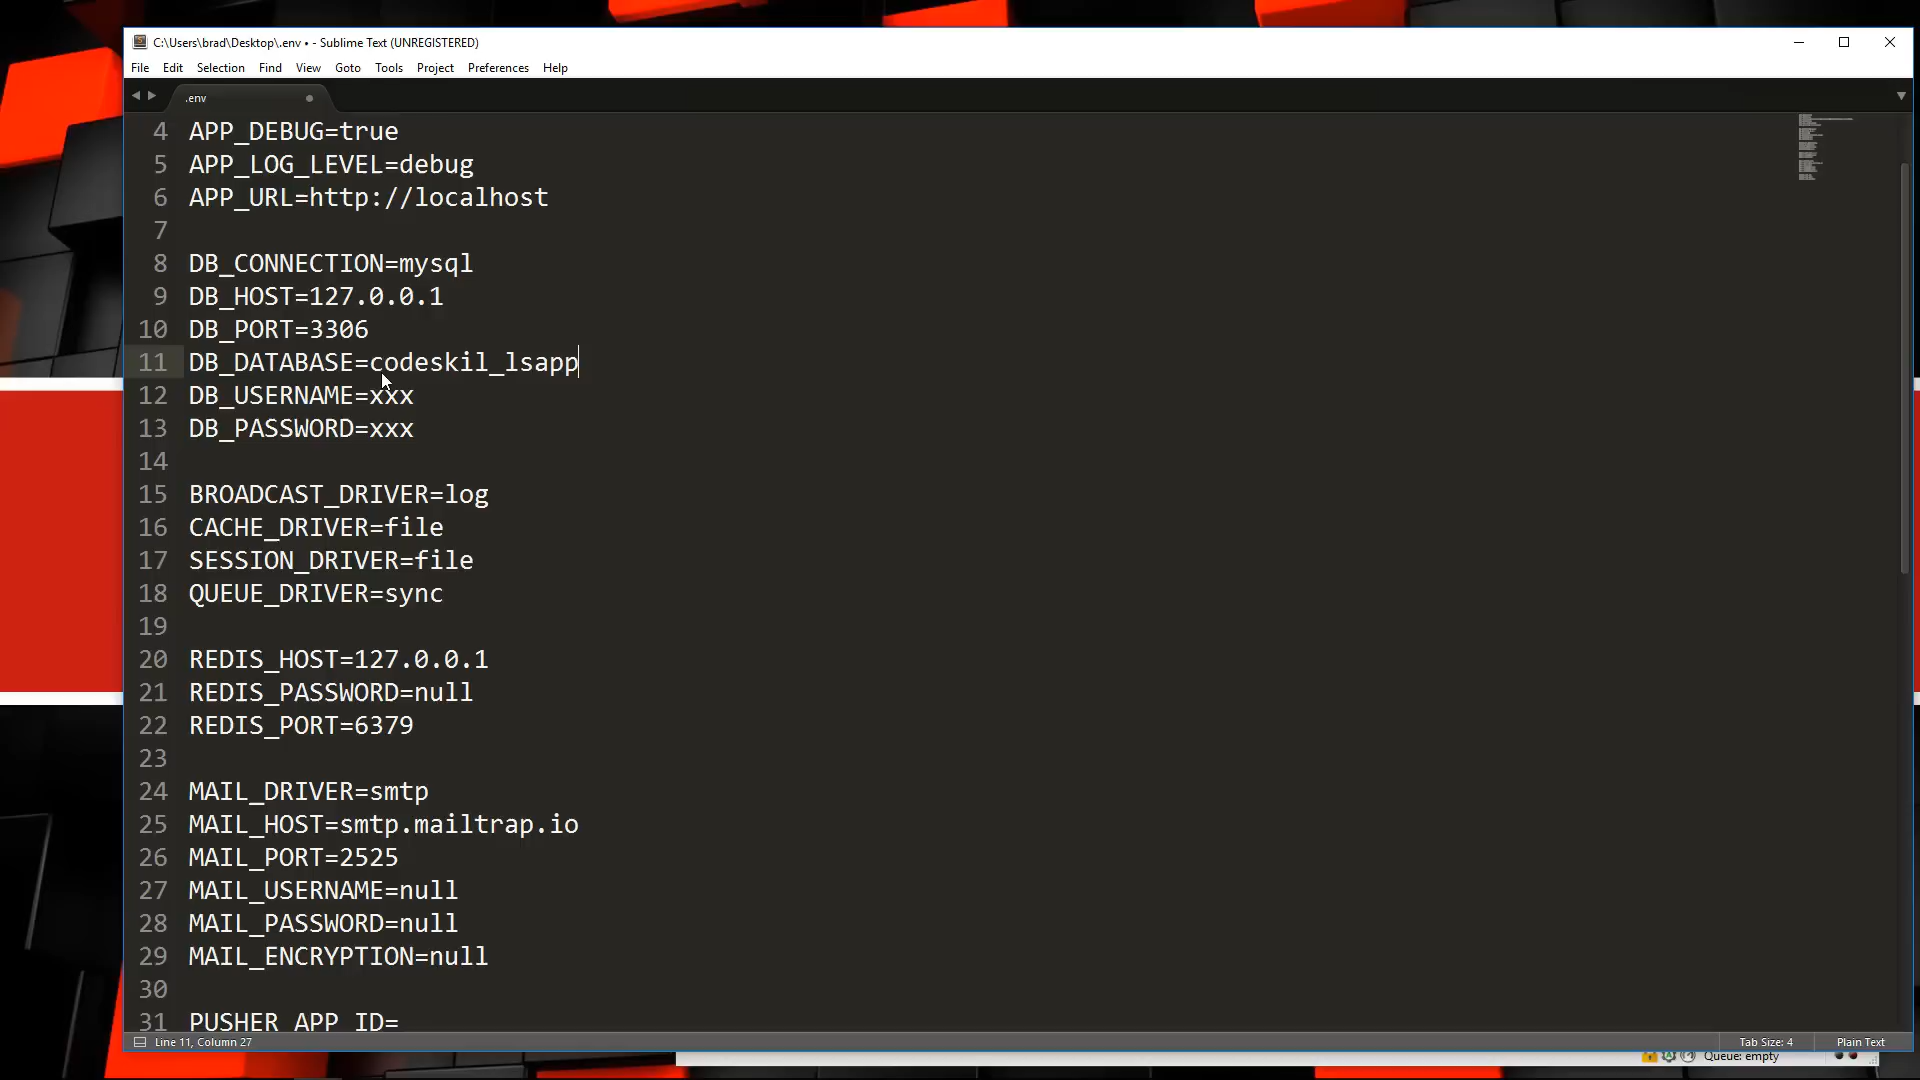 C:\Users\brad\Desktop\.env • - Sublime Text (UNREGISTERED)
File Edit Selection Find View Goto Tools Project Preferences Help
.env
4 APP_DEBUG=true
5 APP_LOG_LEVEL=debug
6 APP_URL=http://localhost
7
8 DB_CONNECTION=mysql
9 DB_HOST=127.0.0.1
10 DB_PORT=3306
11 DB_DATABASE=codeskil_lsapp
12 DB_USERNAME=xxx
13 DB_PASSWORD=xxx
14
15 BROADCAST_DRIVER=log
16 CACHE_DRIVER=file
17 SESSION_DRIVER=file
18 QUEUE_DRIVER=sync
19
20 REDIS_HOST=127.0.0.1
21 REDIS_PASSWORD=null
22 REDIS_PORT=6379
23
24 MAIL_DRIVER=smtp
25 MAIL_HOST=smtp.mailtrap.io
26 MAIL_PORT=2525
27 MAIL_USERNAME=null
28 MAIL_PASSWORD=null
29 MAIL_ENCRYPTION=null
30
31 PUSHER_APP_ID=
Line 11, Column 27 Tab Size: 4 Plain Text
Queue: empty